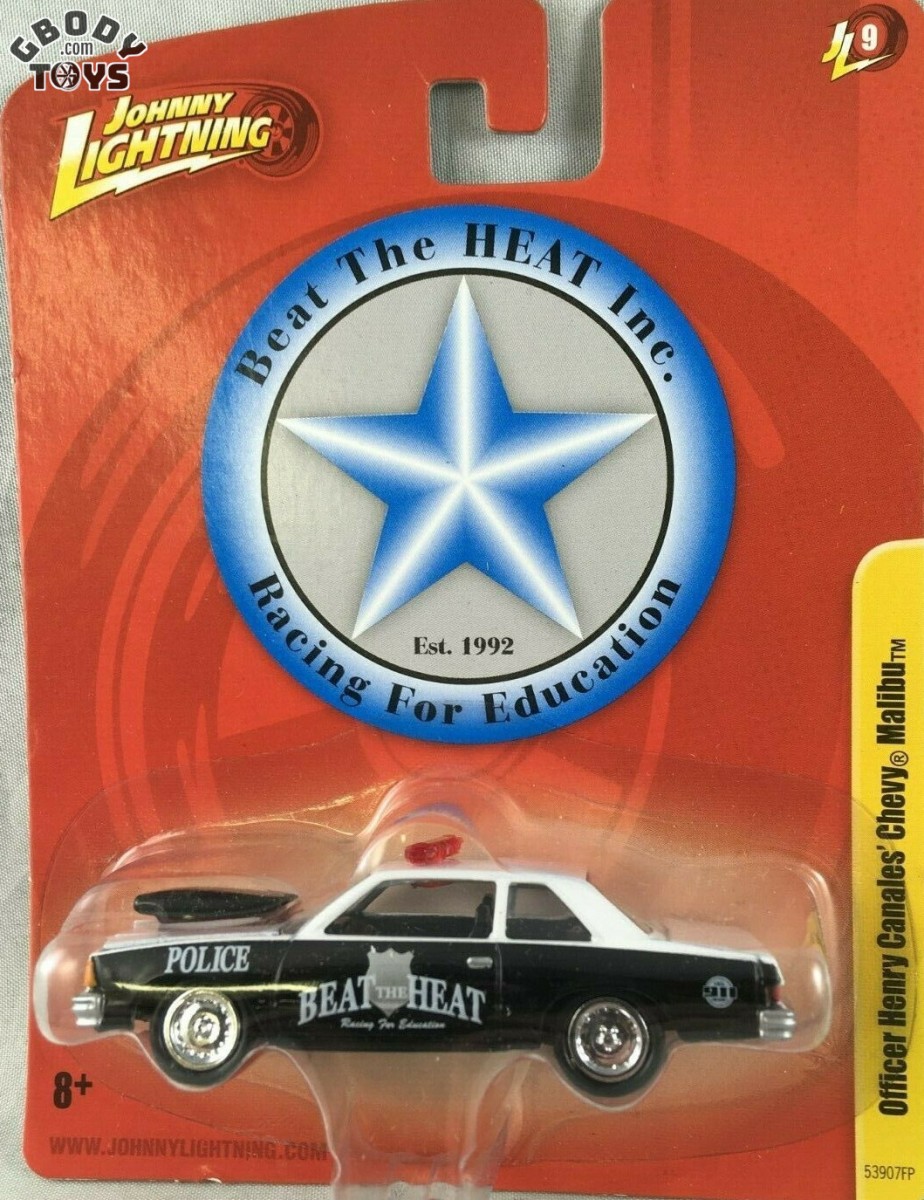 GBODY
.com
TOYS
JL 9
JOHNNY
LIGHTNING
Beat The HEAT Inc.
Est. 1992
Racing For Education
POLICE
BEAT THE HEAT
Racing For Education
911
Officer Henry Canales' Chevy® Malibu™
8+
WWW.JOHNNYLIGHTNING.COM
53907FP